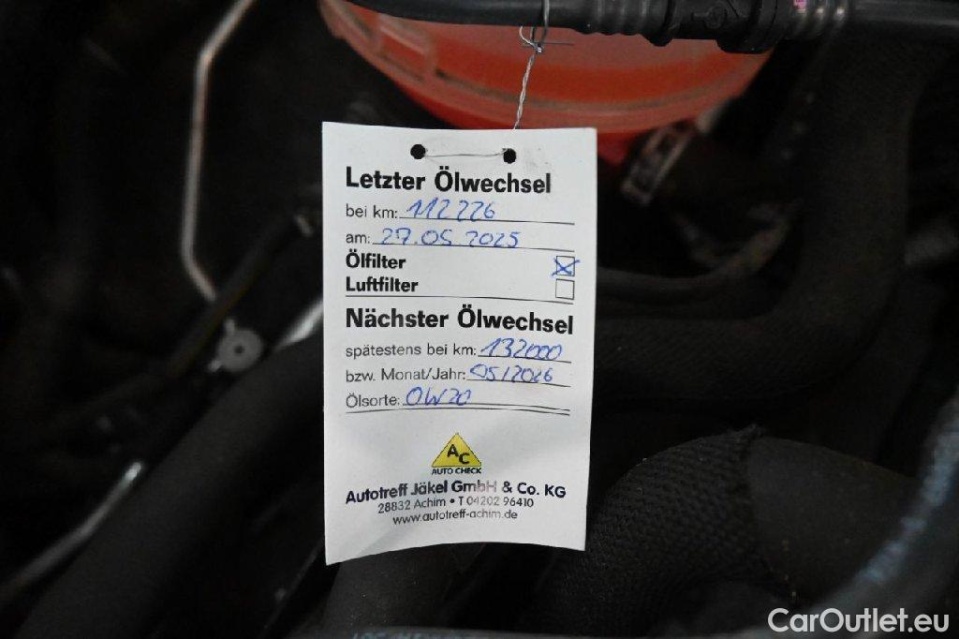 Letzter Ölwechsel
bei km: 112226
am: 27.05 2025
Ölfilter
Luftfilter
Nächster Ölwechsel
spätestens bei km: 132000
bzw. Monat/Jahr: 05/2026
Ölsorte: 0W20
AC
AUTO CHECK
Autotreff Jäkel GmbH & Co. KG
28832 Achim • T 04202 96410
www.autotreff-achim.de
CarOutlet.eu